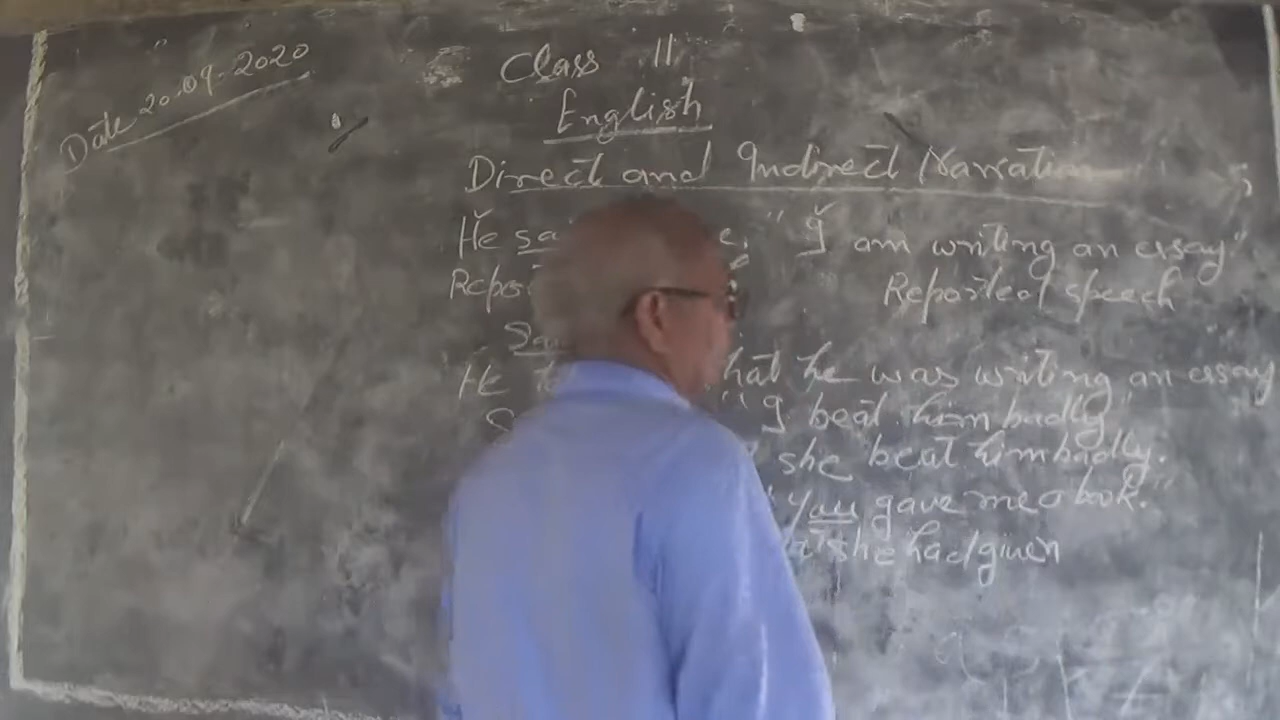 Date 20.09.2020
Class 11
English
Direct and Indirect Narration
He "I am writing an essay"
Reported speech
He that he was writing an essay
"I beat him badly"
she beat him badly.
"You gave me a book."
she had given